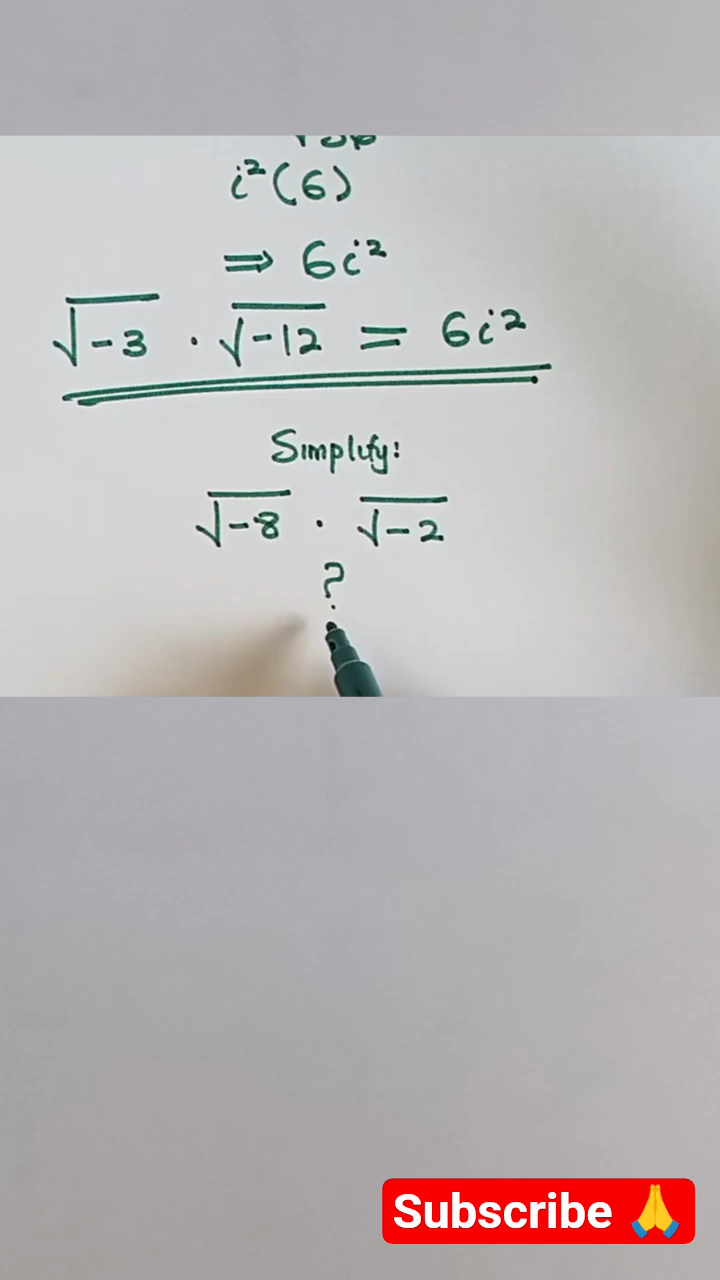 i²(6)
⇒ 6i²
√-3 · √-12 = 6i²
Simplify:
√-8 · √-2
?
Subscribe 🙏